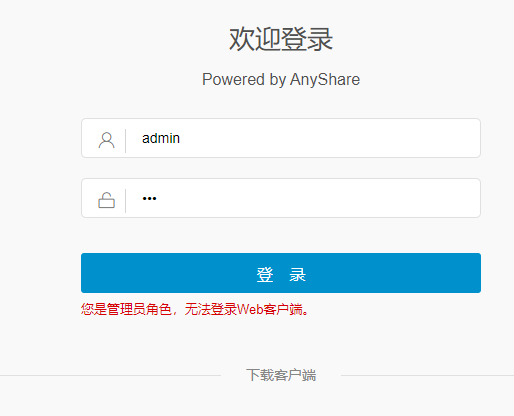 欢迎登录
Powered by AnyShare
admin
•••
登 录
您是管理员角色，无法登录Web客户端。
下载客户端